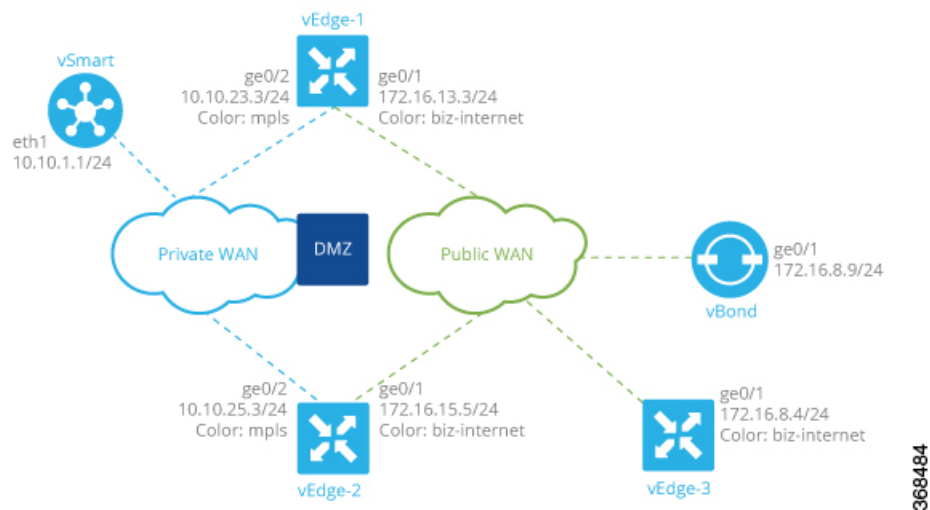 vEdge-1
vSmart
ge0/2
10.10.23.3/24
Color: mpls
ge0/1
172.16.13.3/24
Color: biz-internet
eth1
10.10.1.1/24
Private WAN
DMZ
Public WAN
ge0/1
172.16.8.9/24
vBond
ge0/2
10.10.25.3/24
Color: mpls
ge0/1
172.16.15.5/24
Color: biz-internet
ge0/1
172.16.8.4/24
Color: biz-internet
vEdge-2
vEdge-3
368484